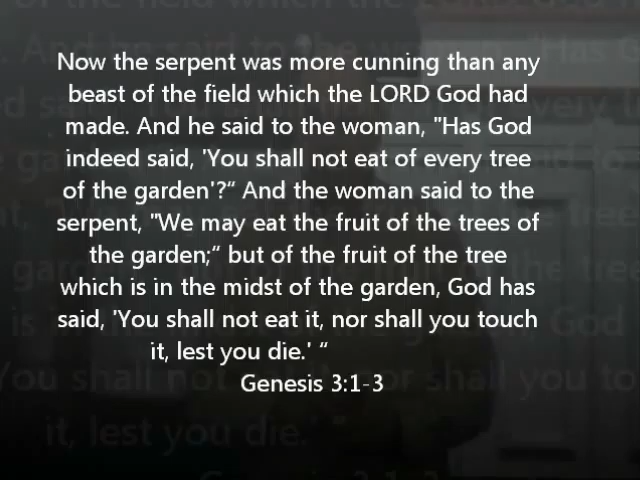 Now the serpent was more cunning than any
beast of the field which the LORD God had
made. And he said to the woman, "Has God
indeed said, 'You shall not eat of every tree
of the garden'?“ And the woman said to the
serpent, "We may eat the fruit of the trees of
the garden;“ but of the fruit of the tree
which is in the midst of the garden, God has
said, 'You shall not eat it, nor shall you touch
it, lest you die.' “
Genesis 3:1-3